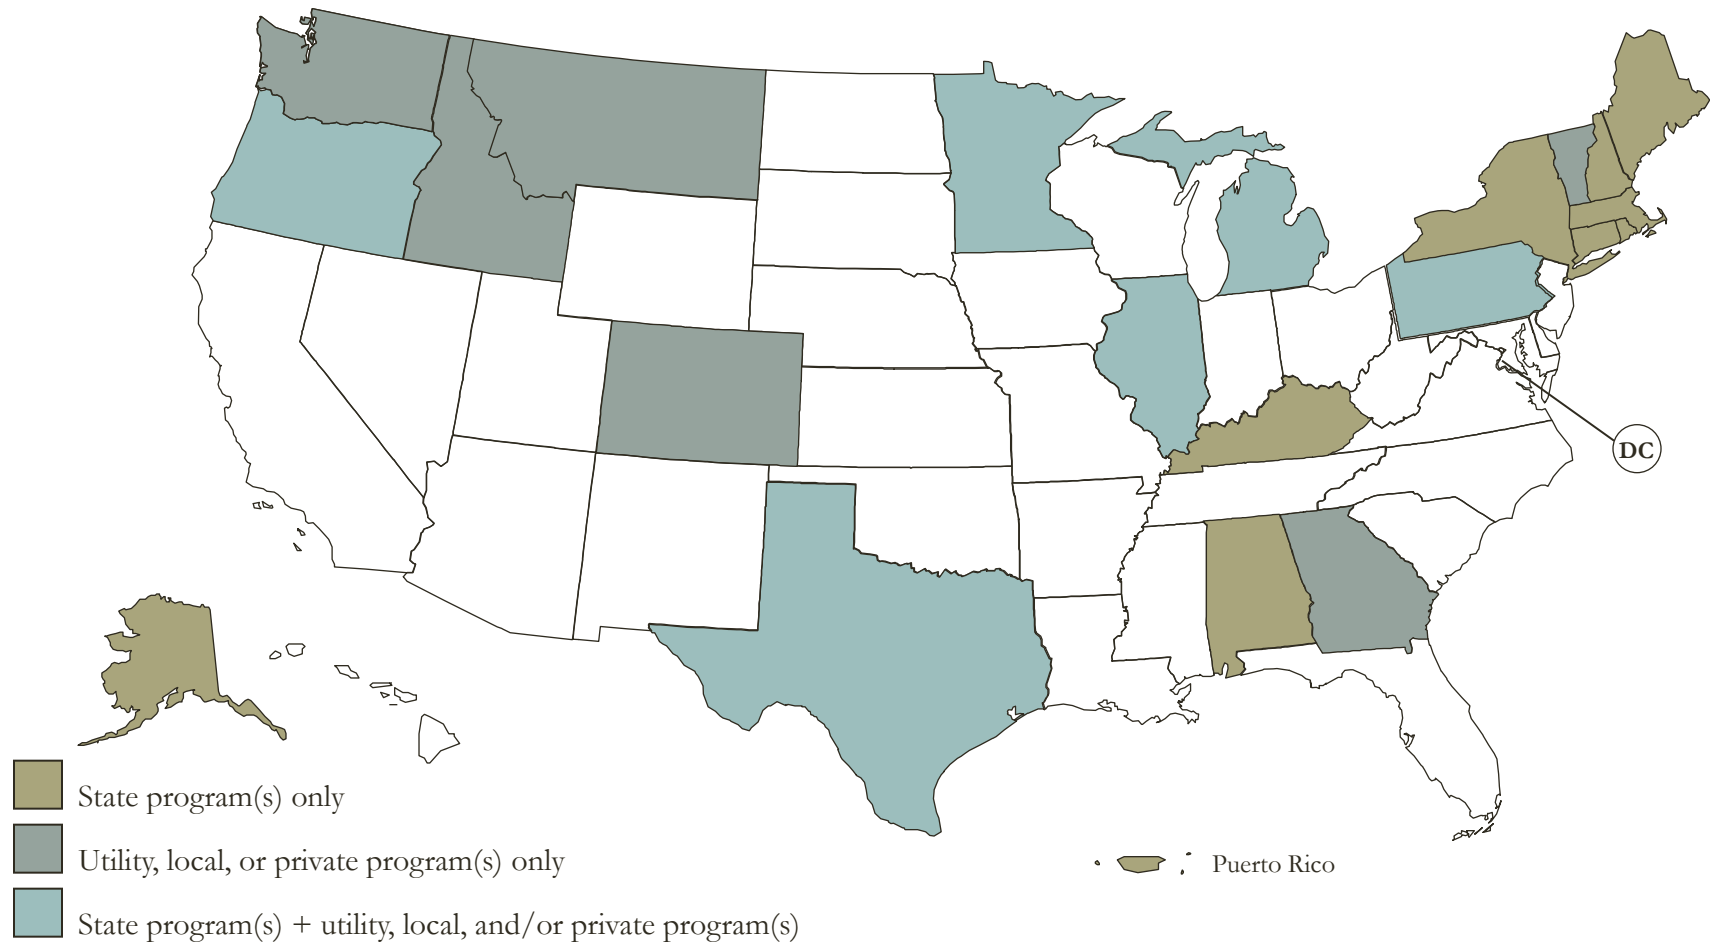 DC
State program(s) only
Utility, local, or private program(s) only
Puerto Rico
State program(s) + utility, local, and/or private program(s)